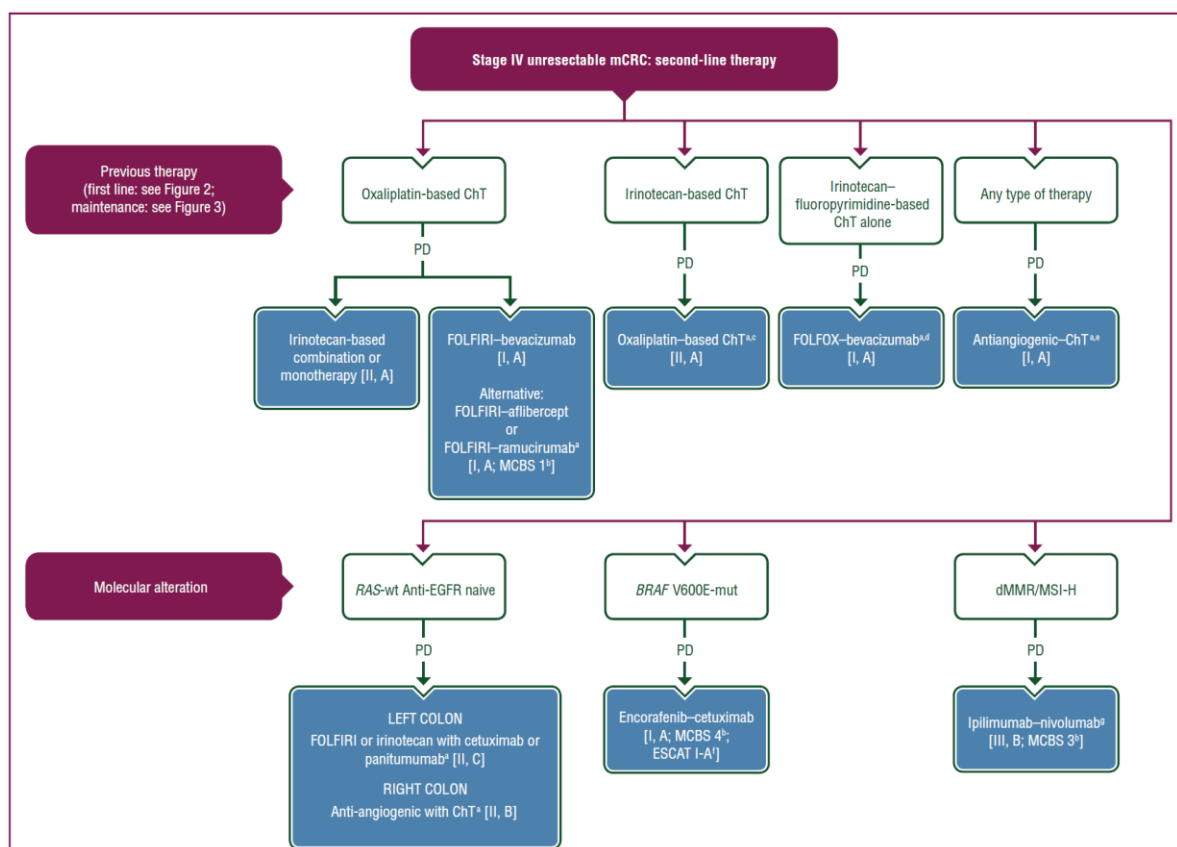 Stage IV unresectable mCRC: second-line therapy
Previous therapy
(first line: see Figure 2;
maintenance: see Figure 3)
Oxaliplatin-based ChT
Irinotecan-based ChT
Irinotecan–
fluoropyrimidine-based
ChT alone
Any type of therapy
PD
PD
PD
PD
Irinotecan-based
combination or
monotherapy [II, A]
FOLFIRI–bevacizumab
[I, A]
Alternative:
FOLFIRI–aflibercept
or
FOLFIRI–ramucirumabᵃ
[I, A; MCBS 1ᵇ]
Oxaliplatin–based ChTᵃ,ᶜ
[II, A]
FOLFOX–bevacizumabᵃ,ᵈ
[I, A]
Antiangiogenic–ChTᵃ,ᵉ
[I, A]
Molecular alteration
RAS-wt Anti-EGFR naive
BRAF V600E-mut
dMMR/MSI-H
PD
PD
PD
LEFT COLON
FOLFIRI or irinotecan with cetuximab or
panitumumabᵃ [II, C]
RIGHT COLON
Anti-angiogenic with ChTᵃ [II, B]
Encorafenib–cetuximab
[I, A; MCBS 4ᵇ;
ESCAT I-Aᶠ]
Ipilimumab–nivolumabᵍ
[III, B; MCBS 3ᵇ]